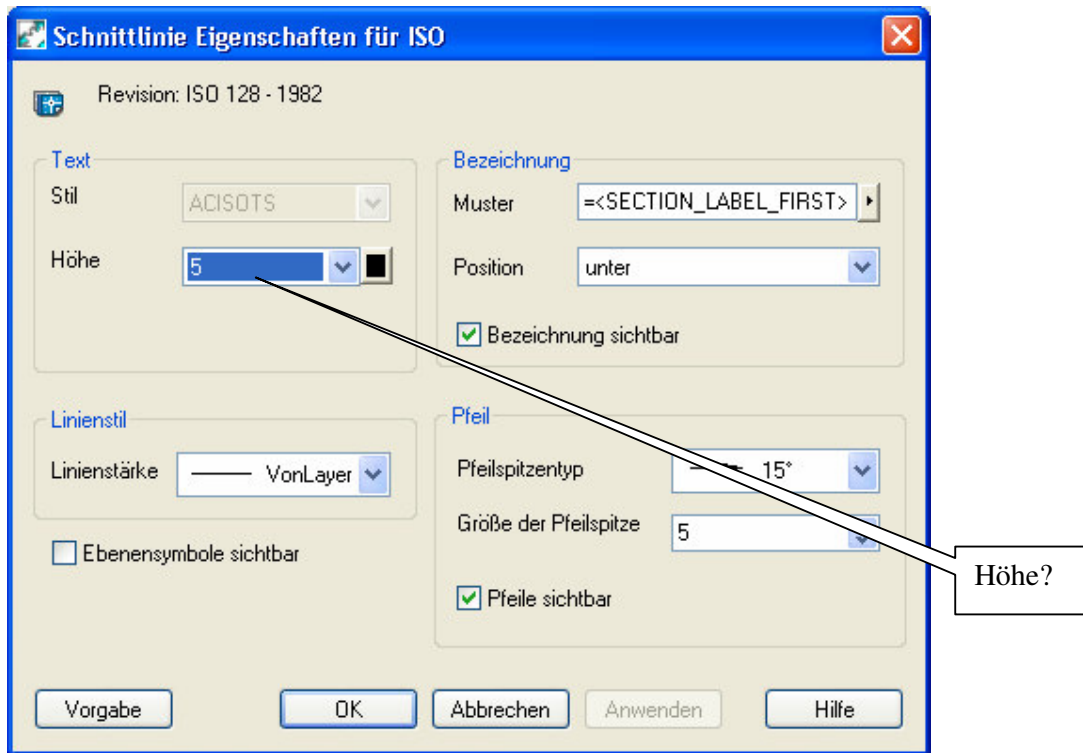 Schnittlinie Eigenschaften für ISO
Revision: ISO 128 - 1982
Text
Stil ACISOTS
Höhe 5
Bezeichnung
Muster =<SECTION_LABEL_FIRST>
Position unter
Bezeichnung sichtbar
Linienstil
Linienstärke VonLayer
Ebenensymbole sichtbar
Pfeil
Pfeilspitzentyp 15°
Größe der Pfeilspitze 5
Pfeile sichtbar
Höhe?
Vorgabe OK Abbrechen Anwenden Hilfe